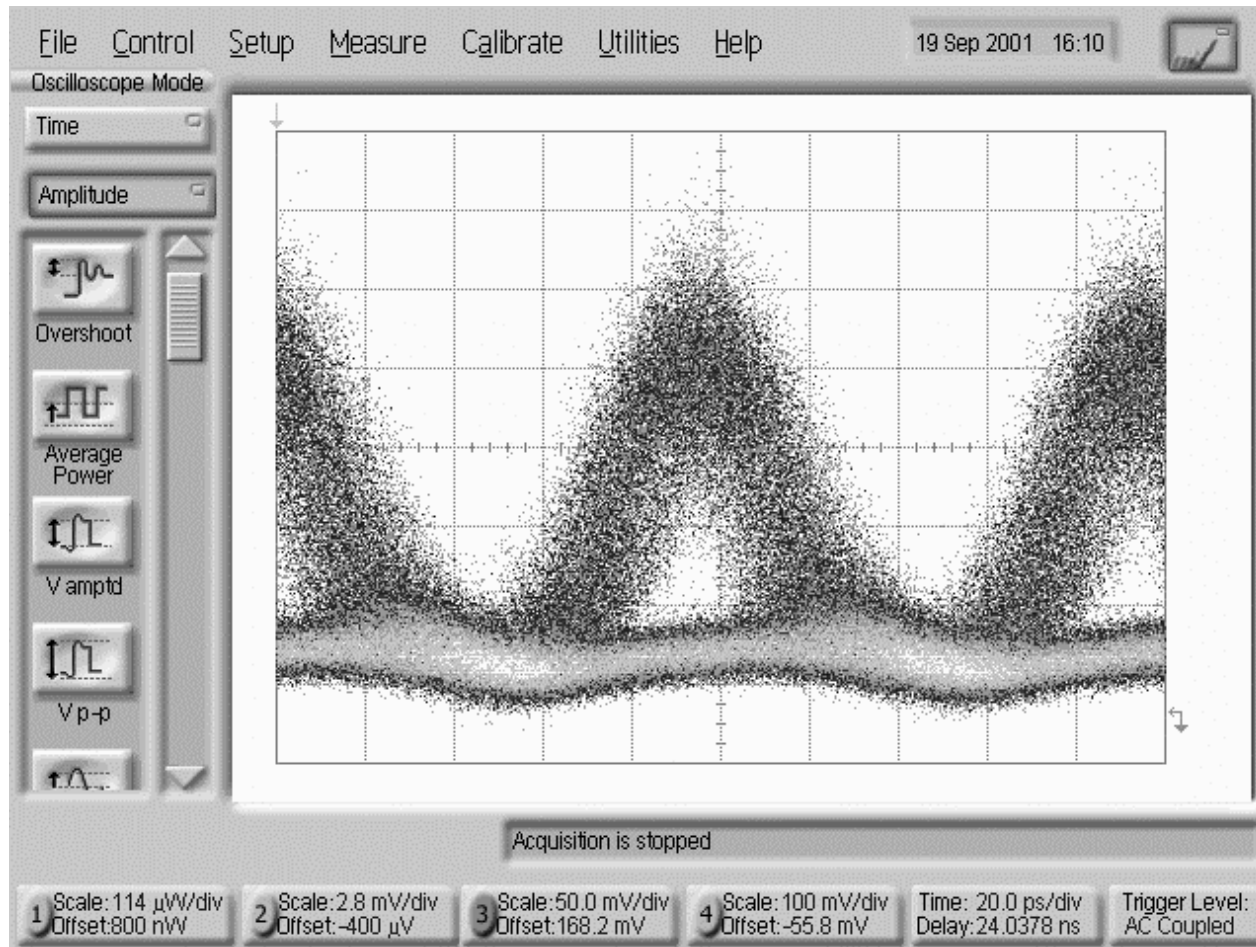 File Control Setup Measure Calibrate Utilities Help 19 Sep 2001 16:10
Oscilloscope Mode
Time
Amplitude
Overshoot
Average
Power
V amptd
V p-p
Acquisition is stopped
1 Scale: 114 μW/div
Offset:800 nW
2 Scale: 2.8 mV/div
Offset:-400 μV
3 Scale:50.0 mV/div
Offset:168.2 mV
4 Scale: 100 mV/div
Offset:-55.8 mV
Time: 20.0 ps/div
Delay:24.0378 ns
Trigger Level:
AC Coupled